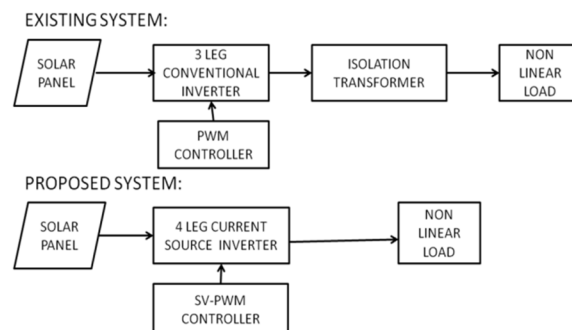 EXISTING SYSTEM:
SOLAR
PANEL
3 LEG
CONVENTIONAL
INVERTER
ISOLATION
TRANSFORMER
NON
LINEAR
LOAD
PWM
CONTROLLER
PROPOSED SYSTEM:
SOLAR
PANEL
4 LEG CURRENT
SOURCE INVERTER
NON
LINEAR
LOAD
SV-PWM
CONTROLLER